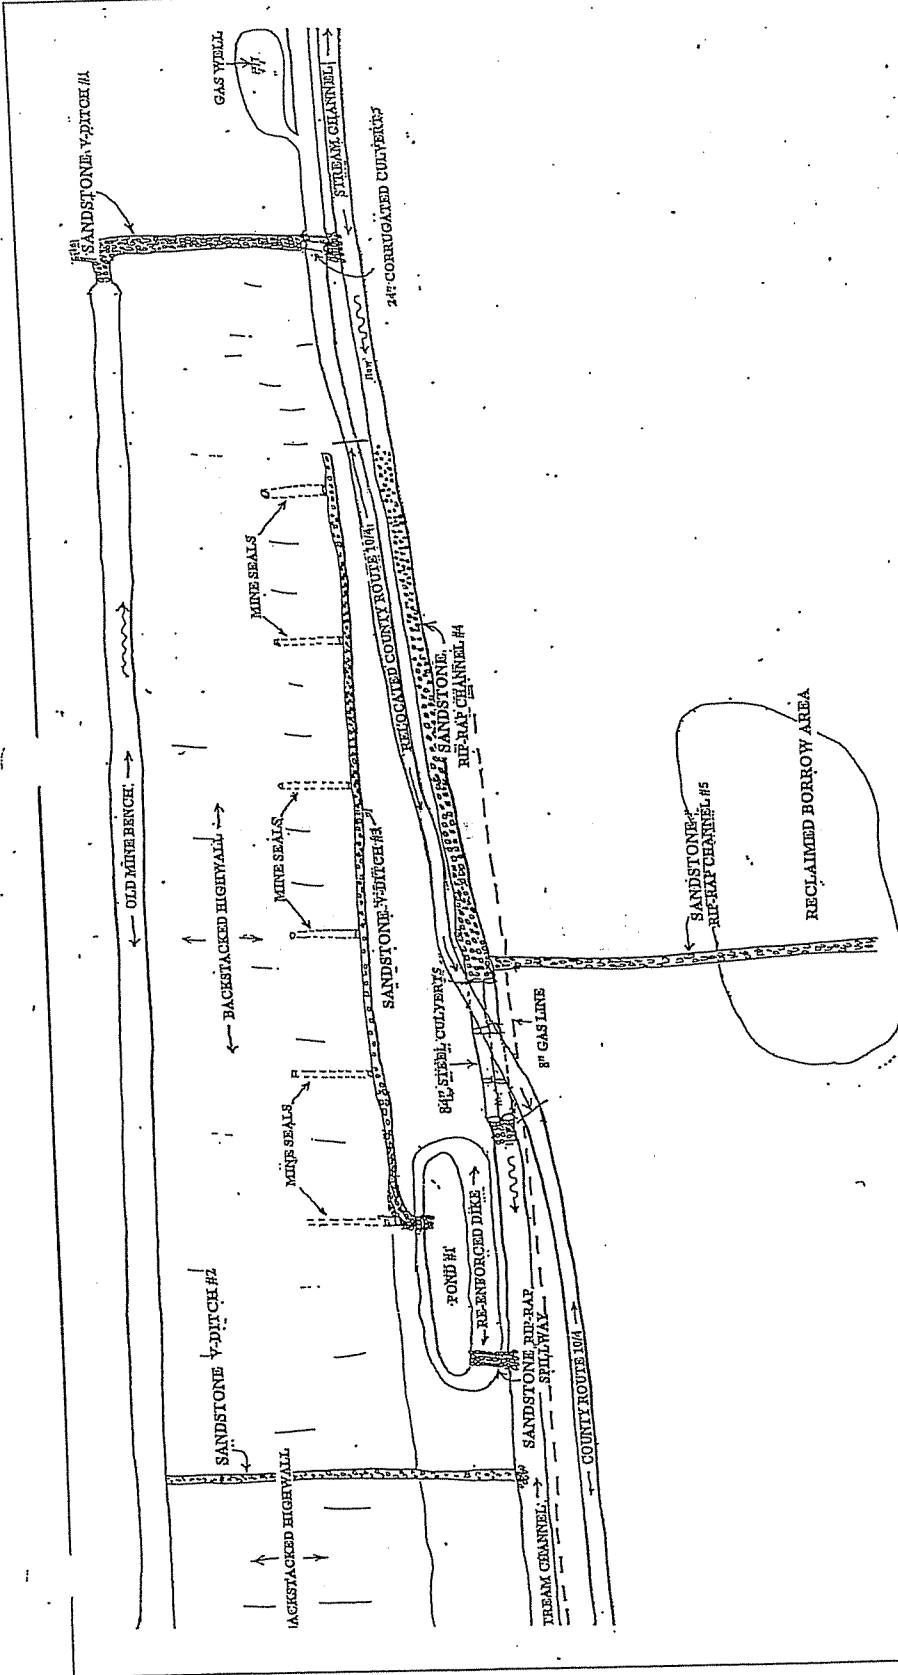 SANDSTONE V-DITCH #1
GAS WELL
STREAM CHANNEL
24" CORRUGATED CULVERTS
flow
MINE SEALS
RELOCATED COUNTY ROUTE 10/4
SANDSTONE
RIP-RAP CHANNEL #4
OLD MINE BENCH
BACKSTACKED HIGHWALL
MINE SEALS
SANDSTONE V-DITCH #3
SANDSTONE
RIP-RAP CHANNEL #5
RECLAIMED BORROW AREA
84" STEEL CULVERTS
8" GAS LINE
MINE SEALS
POND #1
RE-ENFORCED DIKE
SANDSTONE V-DITCH #2
SANDSTONE RIP-RAP
SPILLWAY
COUNTY ROUTE 10/4
ACKSTACKED HIGHWALL
TREAM CHANNEL